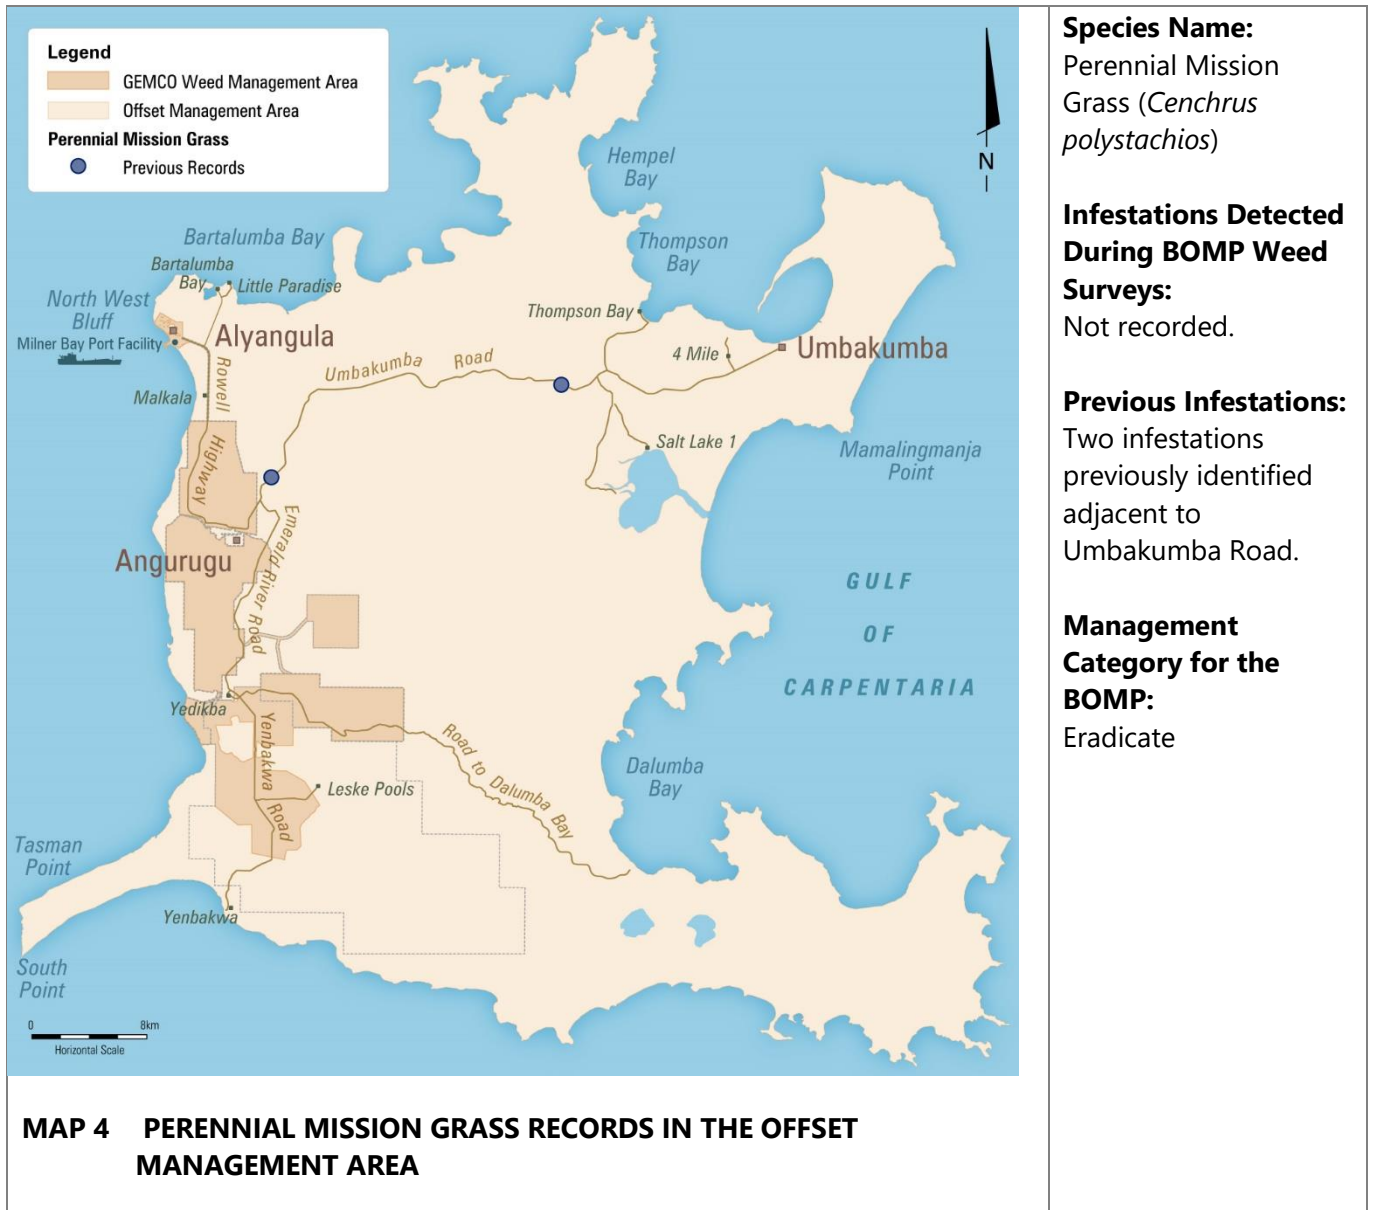 Legend
GEMCO Weed Management Area
Offset Management Area
Perennial Mission Grass
Previous Records
N
Hempel
Bay
Thompson
Bay
Bartalumba Bay
Bartalumba
Bay
Little Paradise
North West
Bluff
Alyangula
Milner Bay Port Facility
Thompson Bay
4 Mile
Umbakumba
Umbakumba Road
Malkala
Rowell
Highway
Salt Lake 1
Mamalingmanja
Point
Angurugu
Emerald River Road
GULF
OF
CARPENTARIA
Yedikba
Yenbakwa
Road
Leske Pools
Road to Dalumba Bay
Dalumba
Bay
Tasman
Point
Yenbakwa
South
Point
0 8km
Horizontal Scale
MAP 4 PERENNIAL MISSION GRASS RECORDS IN THE OFFSET
MANAGEMENT AREA
Species Name:
Perennial Mission
Grass (Cenchrus
polystachios)
Infestations Detected
During BOMP Weed
Surveys:
Not recorded.
Previous Infestations:
Two infestations
previously identified
adjacent to
Umbakumba Road.
Management
Category for the
BOMP:
Eradicate